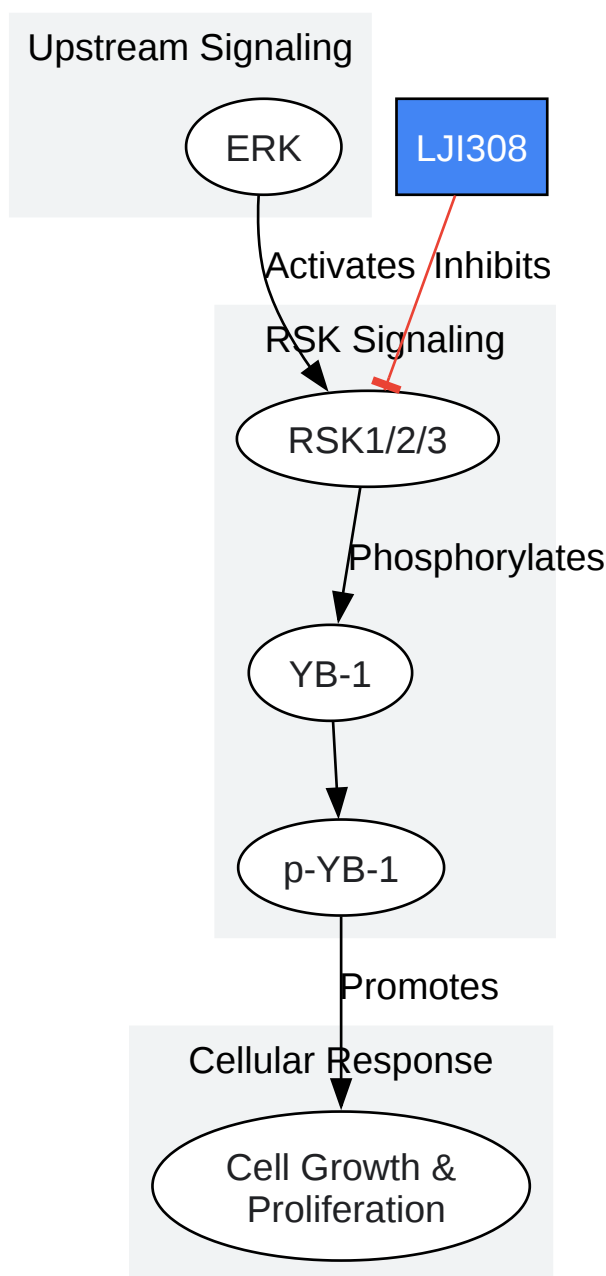 Upstream Signaling
ERK
LJI308
Activates
Inhibits
RSK Signaling
RSK1/2/3
Phosphorylates
YB-1
p-YB-1
Promotes
Cellular Response
Cell Growth &
Proliferation